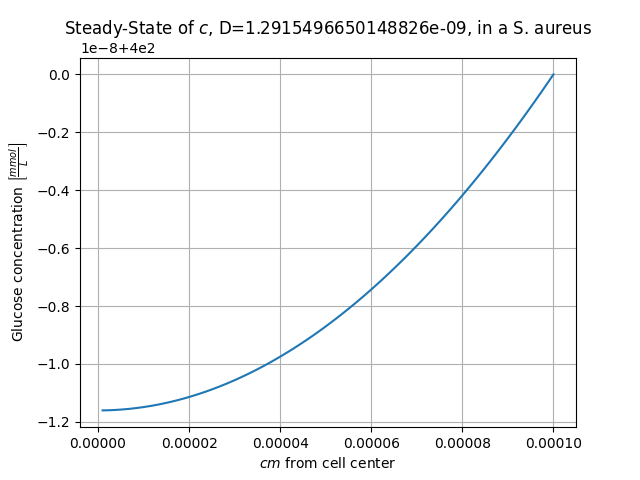 Steady-State of c, D=1.2915496650148826e-09, in a S. aureus
1e−8+4e2
0.0
−0.2
−0.4
−0.6
−0.8
−1.0
−1.2
Glucose concentration [mmol/L]
0.00000 0.00002 0.00004 0.00006 0.00008 0.00010
cm from cell center